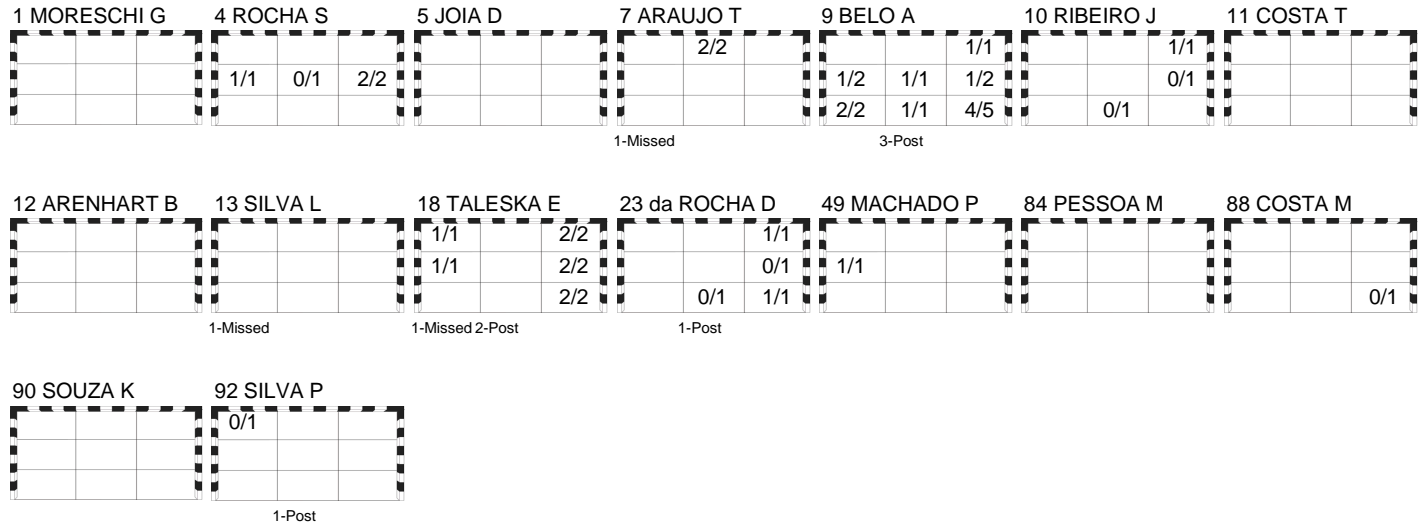 1 MORESCHI G 4 ROCHA S 5 JOIA D 7 ARAUJO T 9 BELO A 10 RIBEIRO J 11 COSTA T
2/2 1/1 1/1
1/1 0/1 2/2 1/2 1/1 1/2 0/1
2/2 1/1 4/5 0/1
1-Missed 3-Post
12 ARENHART B 13 SILVA L 18 TALESKA E 23 da ROCHA D 49 MACHADO P 84 PESSOA M 88 COSTA M
1/1 2/2 1/1
1/1 2/2 0/1 1/1
2/2 0/1 1/1 0/1
1-Missed 1-Missed 2-Post 1-Post
90 SOUZA K 92 SILVA P
0/1
1-Post